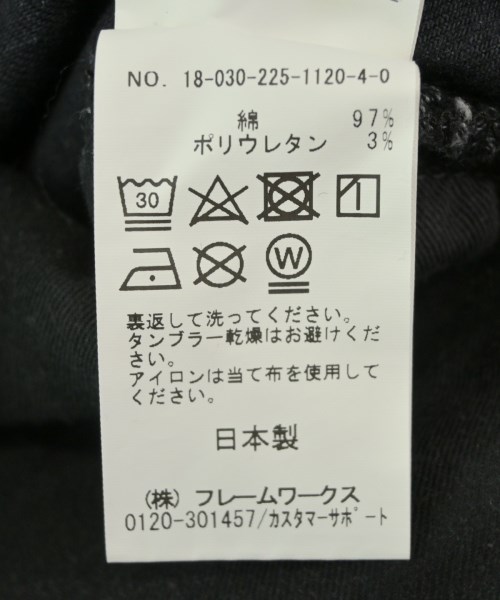 NO. 18-030-225-1120-4-0
綿 97%
ポリウレタン 3%
30
W
裏返して洗ってください。
タンブラー乾燥はお避けくだ
さい。
アイロンは当て布を使用して
ください。
日本製
(株) フレームワークス
0120-301457/カスタマーサポート